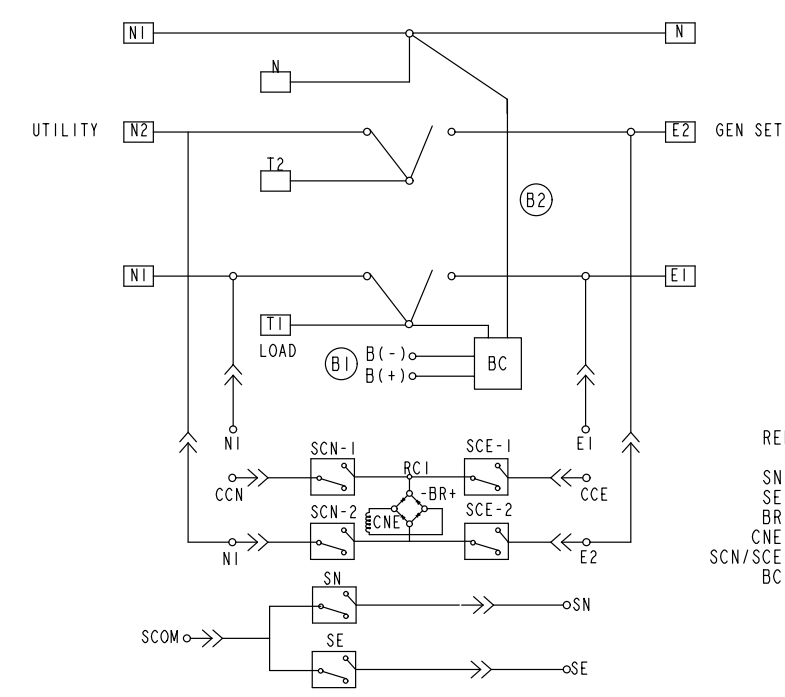 N1
N
N
UTILITY
N2
E2
GEN SET
T2
B2
N1
E1
T1
LOAD
B1
B(-)
B(+)
BC
N1
E1
REI
SCN-1
SCE-1
RC1
CCN
-BR+
CCE
SN
SE
SCN-2
SCE-2
BR
CNE
CNE
N1
E2
SCN/SCE
BC
SN
SN
SCOM
SE
SE